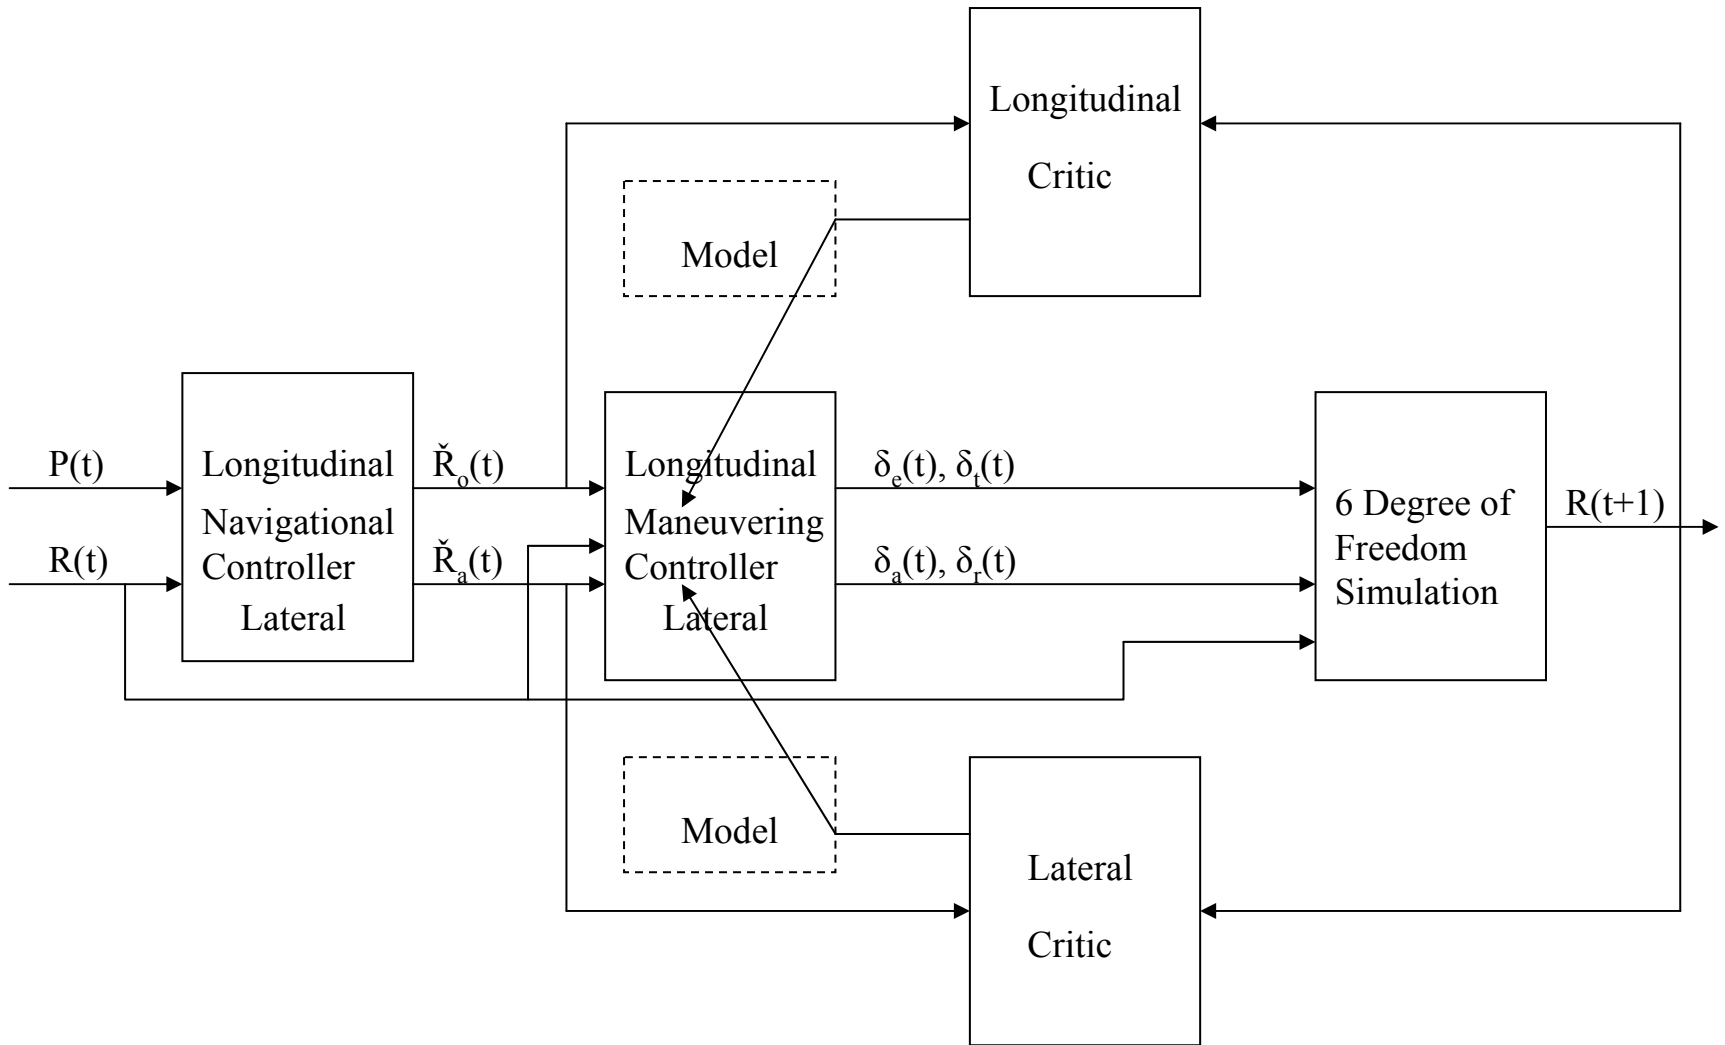 Longitudinal
Critic
Model
P(t)
R(t)
Longitudinal
Navigational
Controller
Lateral
Ř_o(t)
Ř_a(t)
Longitudinal
Maneuvering
Controller
Lateral
δ_e(t), δ_t(t)
δ_a(t), δ_r(t)
6 Degree of
Freedom
Simulation
R(t+1)
Model
Lateral
Critic